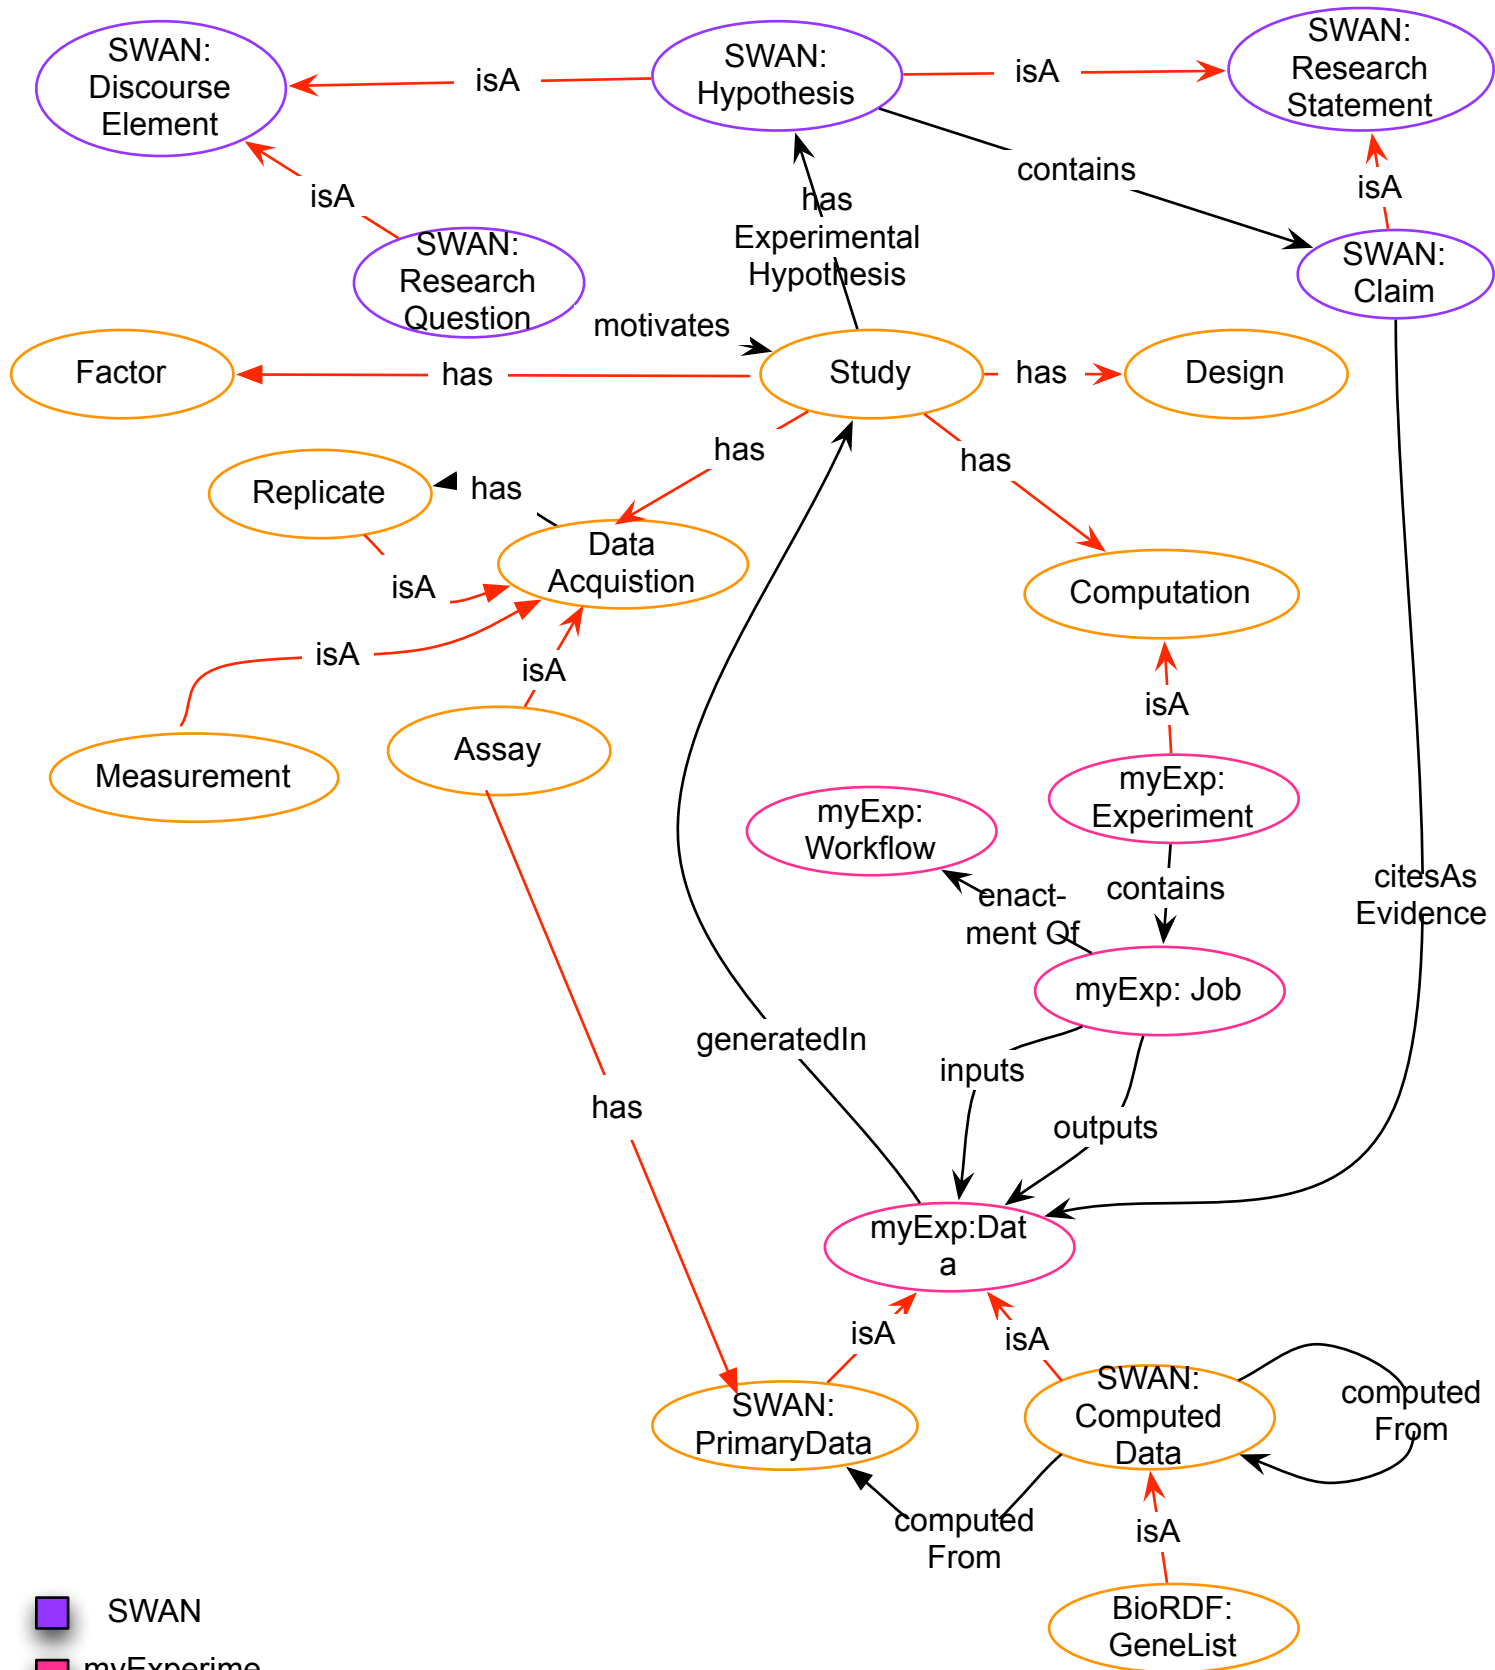 SWAN:
Discourse
Element
isA
SWAN:
Hypothesis
isA
SWAN:
Research
Statement
isA
contains
isA
has
Experimental
Hypothesis
SWAN:
Research
Question
SWAN:
Claim
motivates
Factor
has
Study
has
Design
has
has
Replicate
has
Data
Acquistion
isA
Computation
isA
isA
isA
Measurement
Assay
myExp:
Workflow
myExp:
Experiment
enact-
ment Of
contains
citesAs
Evidence
myExp: Job
generatedIn
inputs
has
outputs
myExp:Dat
a
isA
isA
SWAN:
PrimaryData
SWAN:
Computed
Data
computed
From
computed
From
isA
BioRDF:
GeneList
SWAN
myExperime